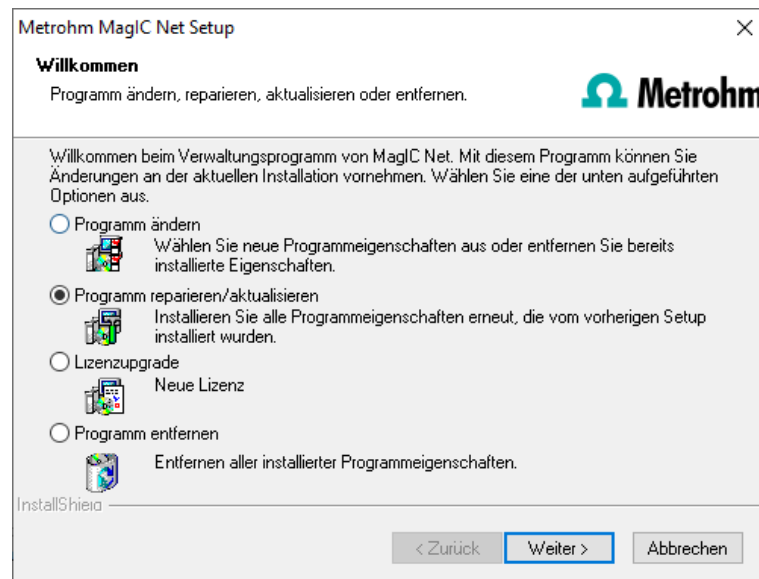 Metrohm MagIC Net Setup
Willkommen
Programm ändern, reparieren, aktualisieren oder entfernen.
Metrohm
Willkommen beim Verwaltungsprogramm von MagIC Net. Mit diesem Programm können Sie
Änderungen an der aktuellen Installation vornehmen. Wählen Sie eine der unten aufgeführten
Optionen aus.
Programm ändern
Wählen Sie neue Programmeigenschaften aus oder entfernen Sie bereits
installierte Eigenschaften.
Programm reparieren/aktualisieren
Installieren Sie alle Programmeigenschaften erneut, die vom vorherigen Setup
installiert wurden.
Lizenzupgrade
Neue Lizenz
Programm entfernen
Entfernen aller installierter Programmeigenschaften.
InstallShield
< Zurück
Weiter >
Abbrechen